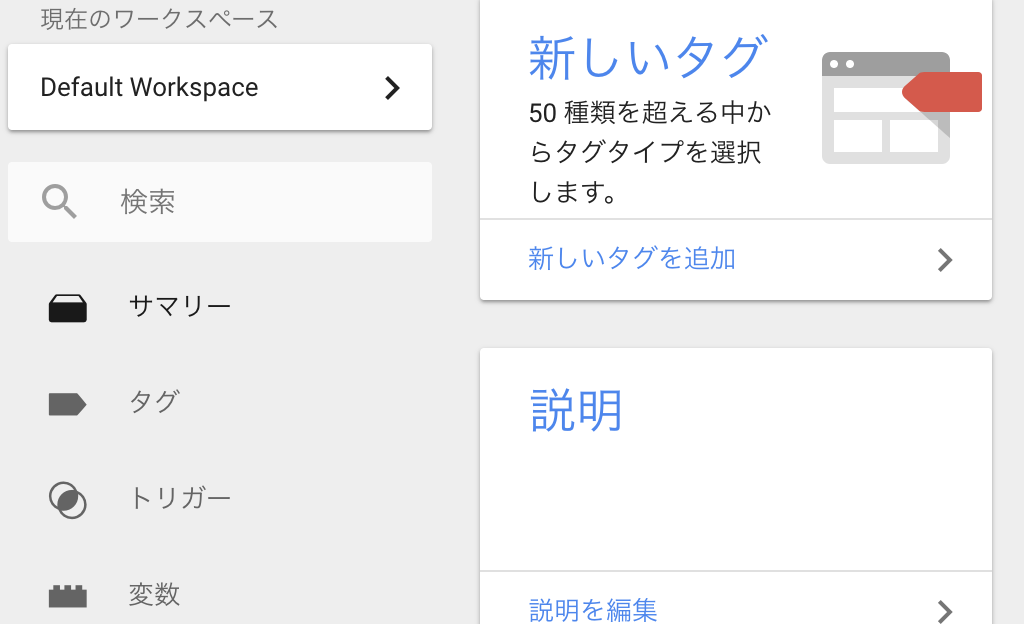 現在のワークスペース
Default Workspace
検索
サマリー
タグ
トリガー
変数
新しいタグ
50 種類を超える中か
らタグタイプを選択
します。
新しいタグを追加
説明
説明を編集